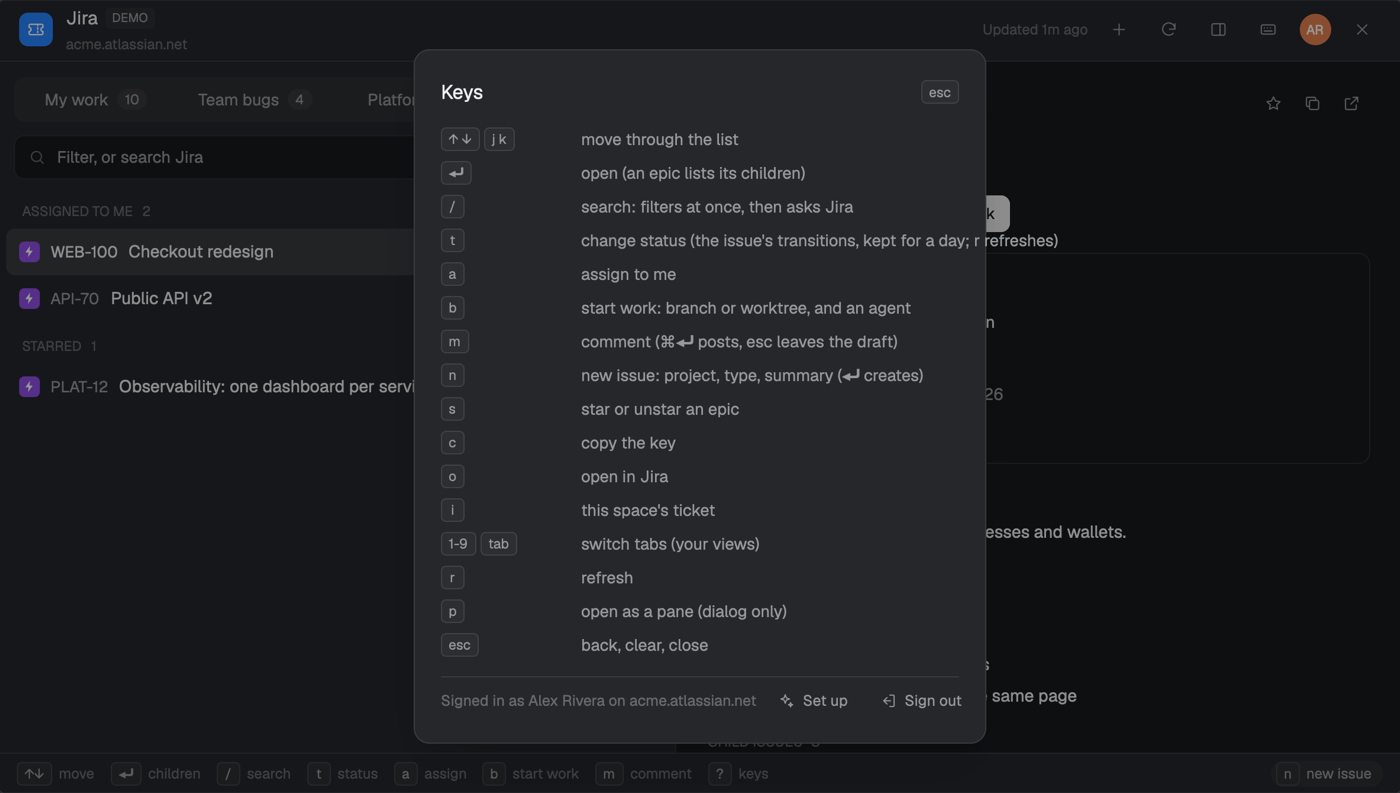 Jira DEMO
acme.atlassian.net
Updated 1m ago
AR
My work 10 Team bugs 4
Filter, or search Jira
ASSIGNED TO ME 2
WEB-100 Checkout redesign
API-70 Public API v2
STARRED 1
PLAT-12 Observability: one dashboard per servi
Keys esc
↑↓ j k move through the list
↵ open (an epic lists its children)
/ search: filters at once, then asks Jira
t change status (the issue's transitions, kept for a day; r refreshes)
a assign to me
b start work: branch or worktree, and an agent
m comment (⌘↵ posts, esc leaves the draft)
n new issue: project, type, summary (↵ creates)
s star or unstar an epic
c copy the key
o open in Jira
i this space's ticket
1-9 tab switch tabs (your views)
r refresh
p open as a pane (dialog only)
esc back, clear, close
Signed in as Alex Rivera on acme.atlassian.net Set up Sign out
26
and wallets.
same page
↑↓ move ↵ children / search t status a assign b start work m comment ? keys n new issue